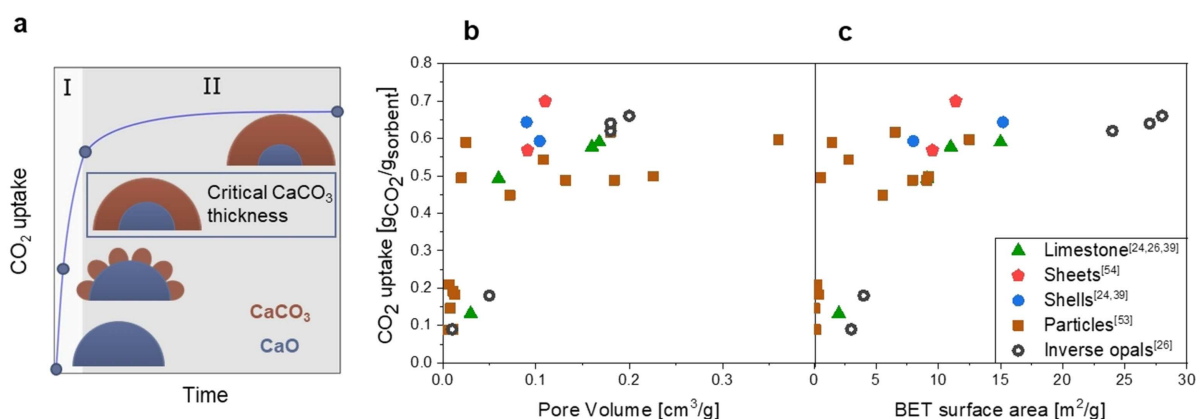 a
I
II
Critical CaCO₃
thickness
CaCO₃
CaO
CO₂ uptake
Time
b
c
CO₂ uptake [gCO₂/gsorbent]
0.8
0.7
0.6
0.5
0.4
0.3
0.2
0.1
0.0
0.0
0.1
0.2
0.3
Pore Volume [cm³/g]
0
5
10
15
20
25
30
BET surface area [m²/g]
Limestone[24,26,39]
Sheets[54]
Shells[24,39]
Particles[53]
Inverse opals[26]